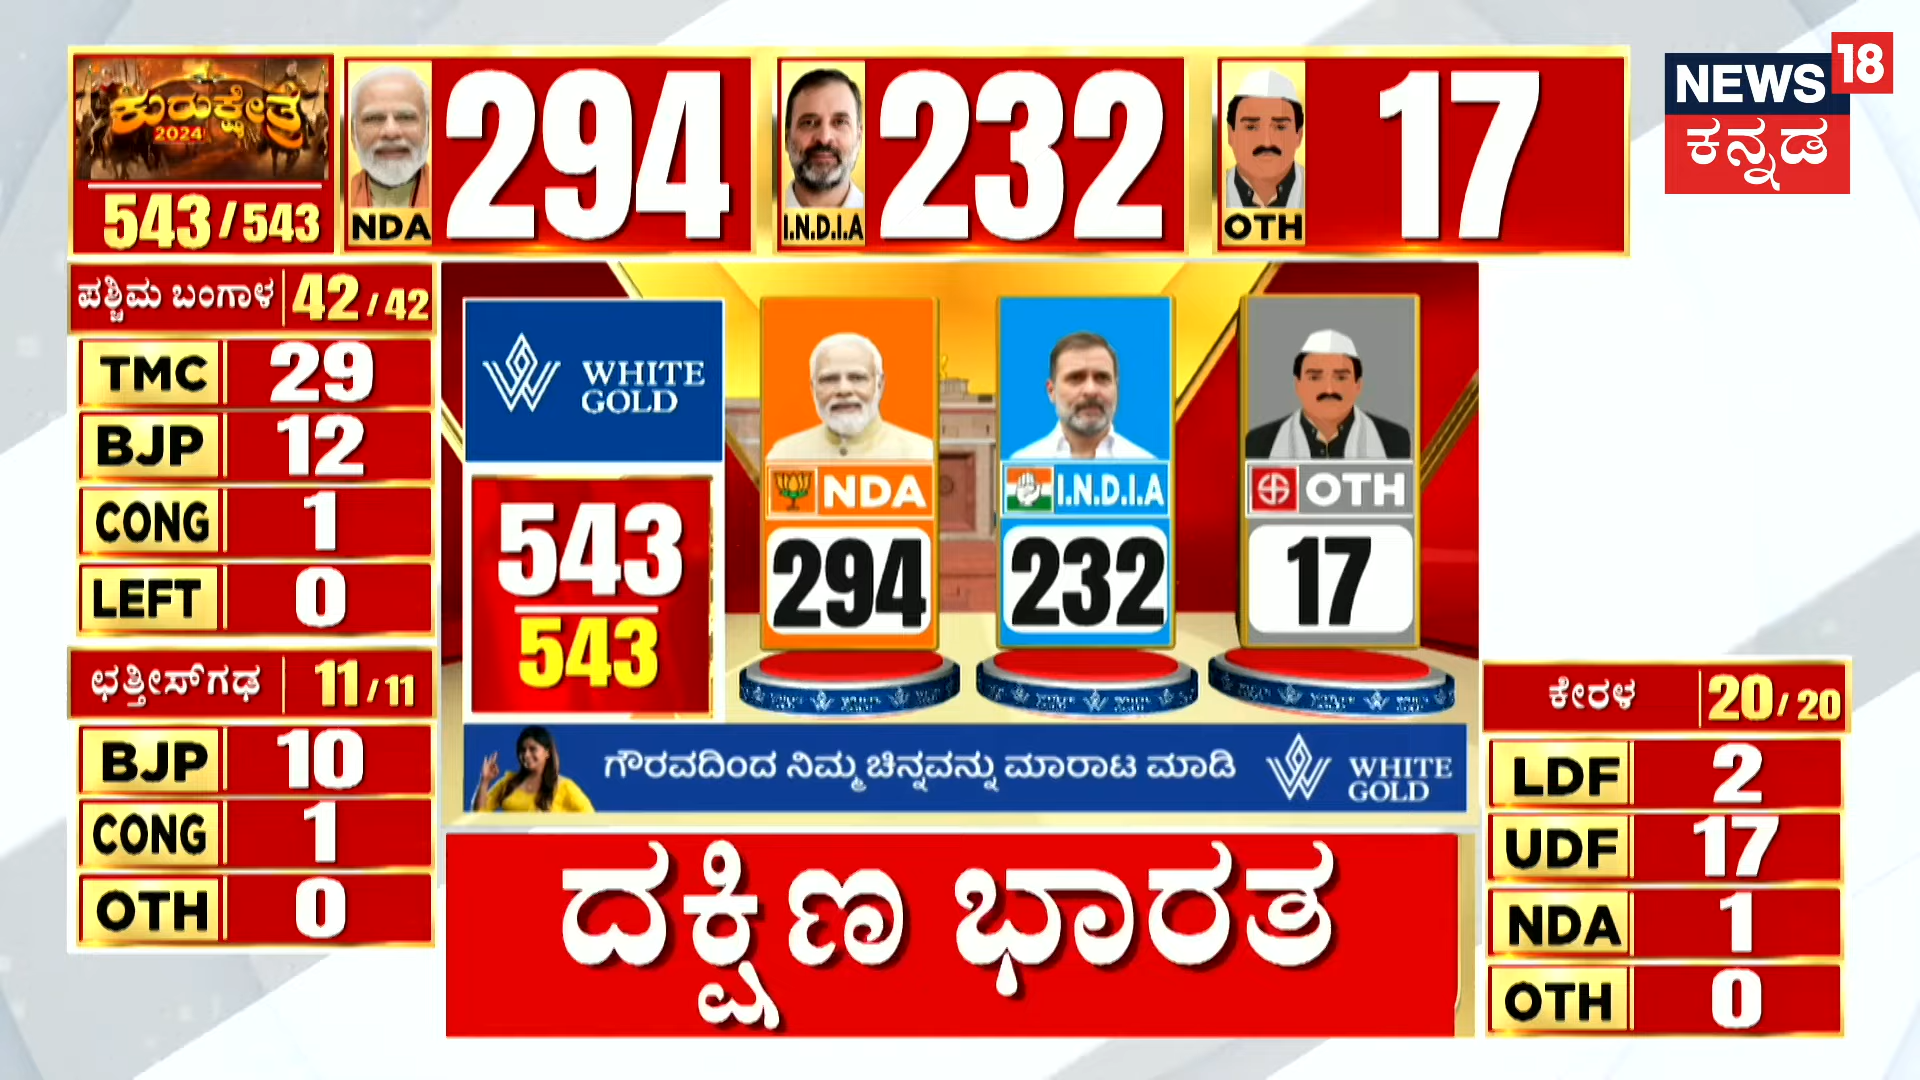 ಕುರುಕ್ಷೇತ್ರ
2024
543/543
NDA 294
I.N.D.I.A 232
OTH 17
NEWS 18
ಕನ್ನಡ
ಪಶ್ಚಿಮ ಬಂಗಾಳ 42/42
TMC 29
BJP 12
CONG 1
LEFT 0
ಛತ್ತೀಸ್‌ಗಢ 11/11
BJP 10
CONG 1
OTH 0
WHITE
GOLD
543
543
NDA
294
I.N.D.I.A
232
OTH
17
ಗೌರವದಿಂದ ನಿಮ್ಮ ಚಿನ್ನವನ್ನು ಮಾರಾಟ ಮಾಡಿ
WHITE
GOLD
ದಕ್ಷಿಣ ಭಾರತ
ಕೇರಳ 20/20
LDF 2
UDF 17
NDA 1
OTH 0